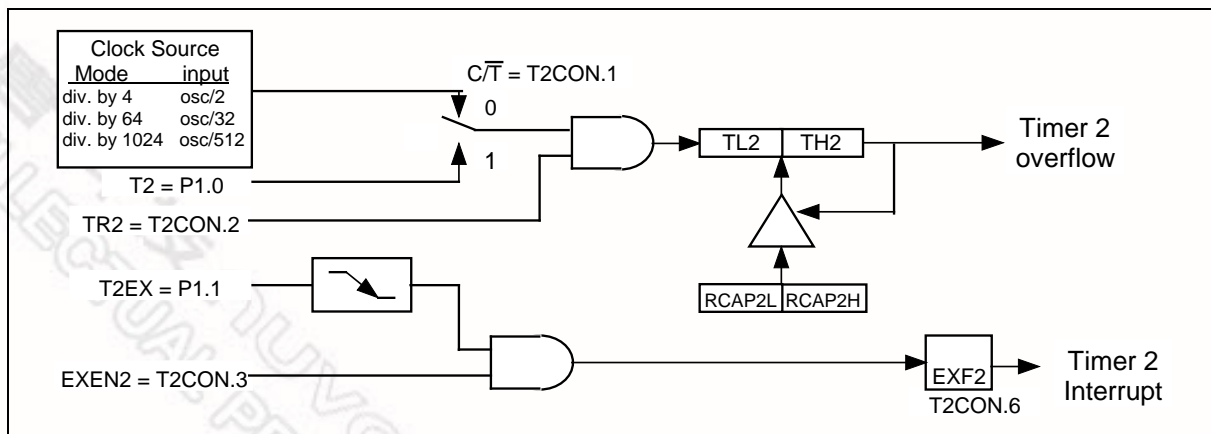 Clock Source
Mode input
div. by 4 osc/2
div. by 64 osc/32
div. by 1024 osc/512
C/T̅ = T2CON.1
0
1
T2 = P1.0
TR2 = T2CON.2
TL2 TH2
Timer 2
overflow
T2EX = P1.1
RCAP2L RCAP2H
EXEN2 = T2CON.3
EXF2
T2CON.6
Timer 2
Interrupt